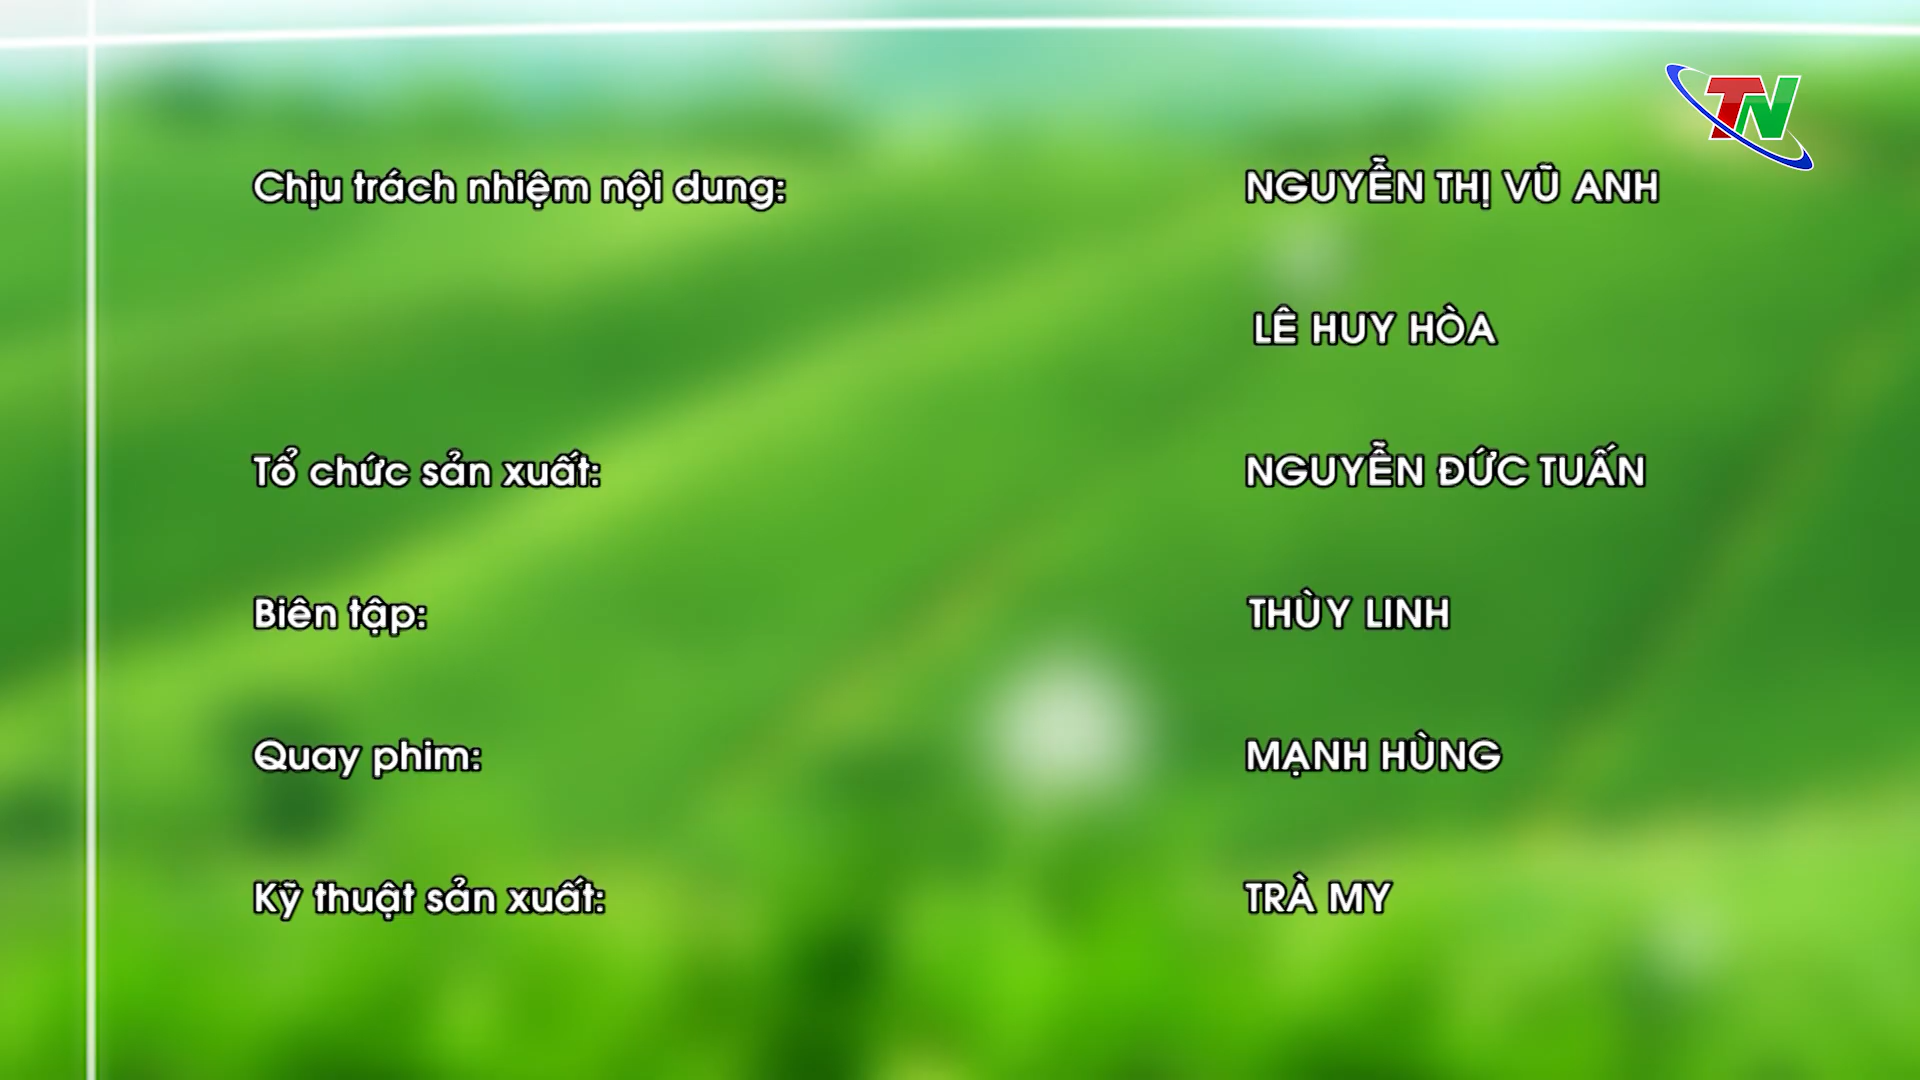 TN
Chịu trách nhiệm nội dung: NGUYỄN THỊ VŨ ANH
LÊ HUY HÒA
Tổ chức sản xuất: NGUYỄN ĐỨC TUẤN
Biên tập: THÙY LINH
Quay phim: MẠNH HÙNG
Kỹ thuật sản xuất: TRÀ MY